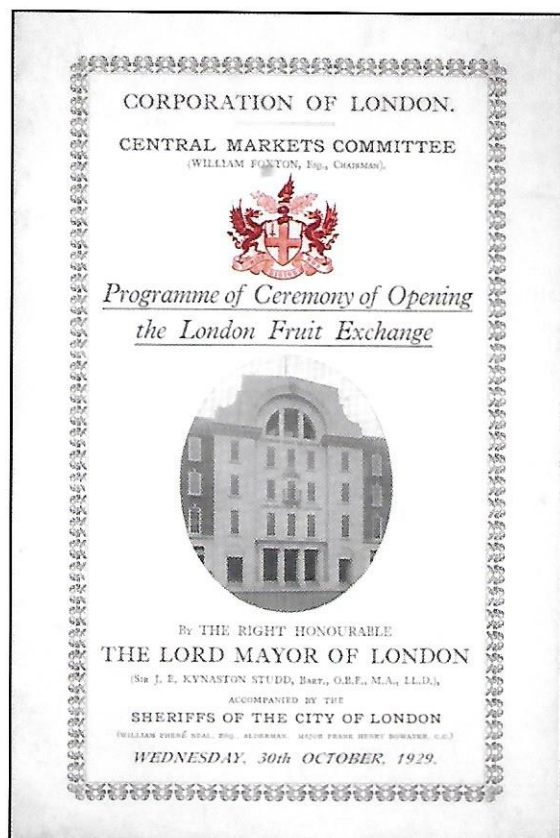 CORPORATION OF LONDON.
CENTRAL MARKETS COMMITTEE
(WILLIAM FOXTON, Esq., Chairman).
Programme of Ceremony of Opening
the London Fruit Exchange
By THE RIGHT HONOURABLE
THE LORD MAYOR OF LONDON
(Sir J. E. KYNASTON STUDD, Bart., O.B.E., M.A., LL.D.),
ACCOMPANIED BY THE
SHERIFFS OF THE CITY OF LONDON
(WILLIAM PHENÉ NEAL, ESQ., ALDERMAN. MAJOR FRANK HENRY BOWATER, C.C.)
WEDNESDAY, 30th OCTOBER, 1929.